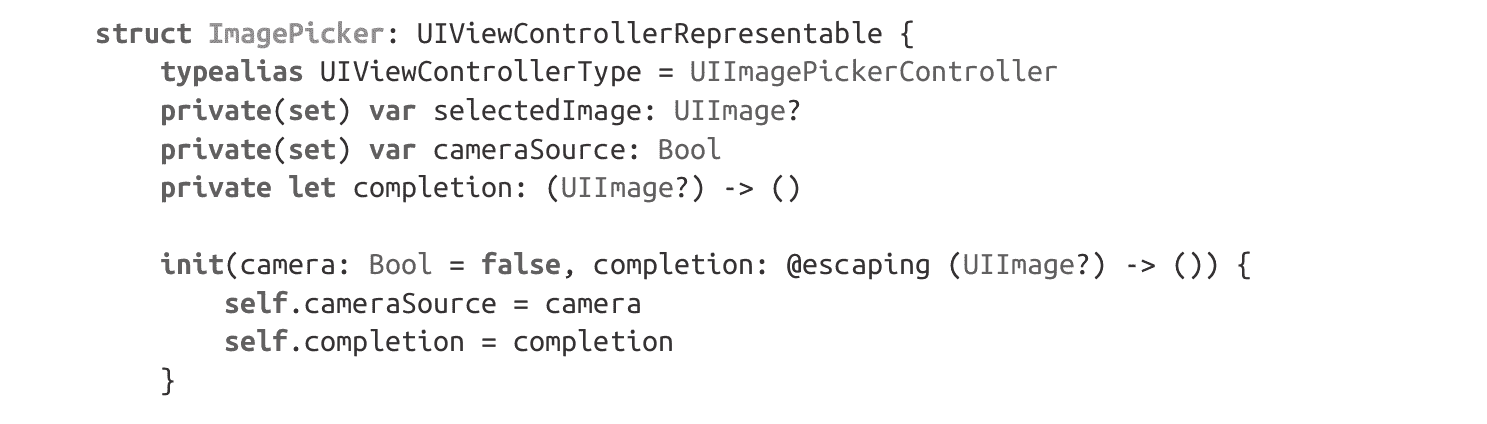 struct ImagePicker: UIViewControllerRepresentable {
    typealias UIViewControllerType = UIImagePickerController
    private(set) var selectedImage: UIImage?
    private(set) var cameraSource: Bool
    private let completion: (UIImage?) -> ()

    init(camera: Bool = false, completion: @escaping (UIImage?) -> ()) {
        self.cameraSource = camera
        self.completion = completion
    }